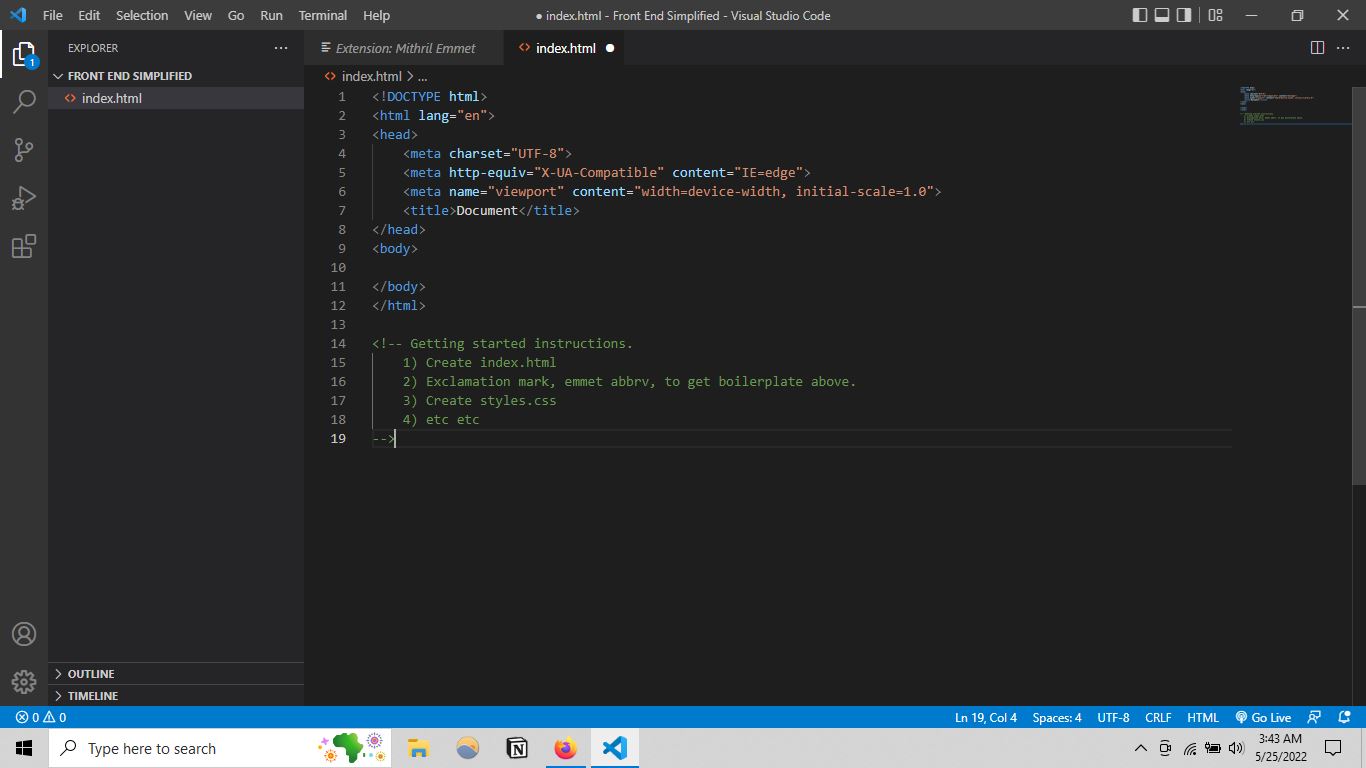 File Edit Selection View Go Run Terminal Help
● index.html - Front End Simplified - Visual Studio Code
EXPLORER
FRONT END SIMPLIFIED
index.html
1
Extension: Mithril Emmet
index.html
index.html > ...
1 <!DOCTYPE html>
2 <html lang="en">
3 <head>
4 <meta charset="UTF-8">
5 <meta http-equiv="X-UA-Compatible" content="IE=edge">
6 <meta name="viewport" content="width=device-width, initial-scale=1.0">
7 <title>Document</title>
8 </head>
9 <body>
10
11 </body>
12 </html>
13
14 <!-- Getting started instructions.
15 1) Create index.html
16 2) Exclamation mark, emmet abbrv, to get boilerplate above.
17 3) Create styles.css
18 4) etc etc
19 -->
OUTLINE
TIMELINE
0 0
Ln 19, Col 4 Spaces: 4 UTF-8 CRLF HTML Go Live
Type here to search
3:43 AM
5/25/2022